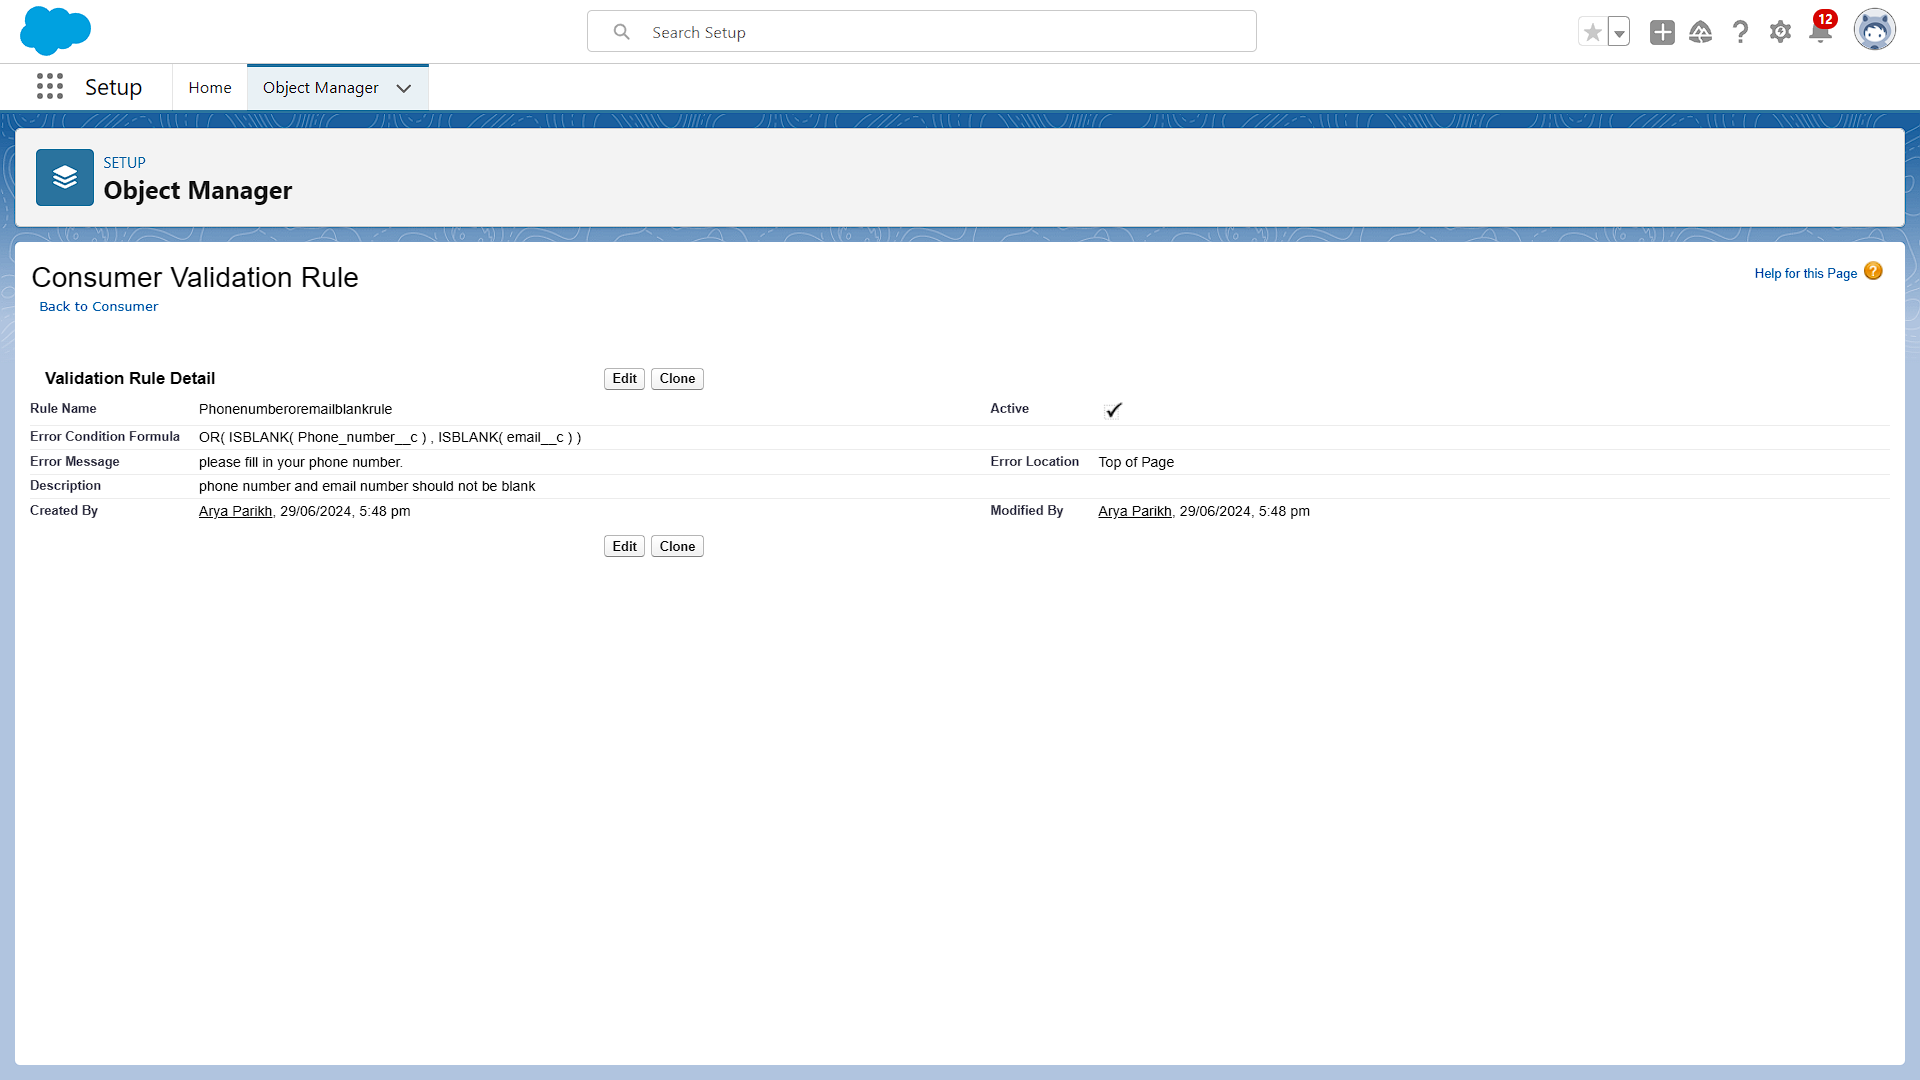 Search Setup
12
Setup
Home
Object Manager
SETUP
Object Manager
Consumer Validation Rule
Help for this Page
Back to Consumer
Validation Rule Detail
Edit
Clone
Rule Name
Phonenumberoremailblankrule
Active
Error Condition Formula
OR( ISBLANK( Phone_number__c ) , ISBLANK( email__c ) )
Error Message
please fill in your phone number.
Error Location
Top of Page
Description
phone number and email number should not be blank
Created By
Arya Parikh, 29/06/2024, 5:48 pm
Modified By
Arya Parikh, 29/06/2024, 5:48 pm
Edit
Clone